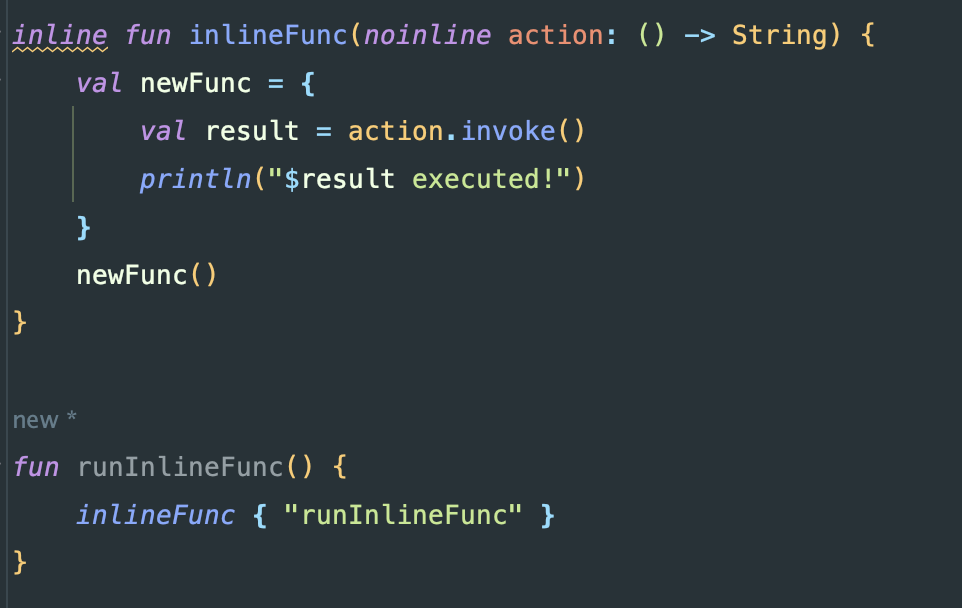 inline fun inlineFunc(noinline action: () -> String) {
    val newFunc = {
        val result = action.invoke()
        println("$result executed!")
    }
    newFunc()
}
new *
fun runInlineFunc() {
    inlineFunc { "runInlineFunc" }
}